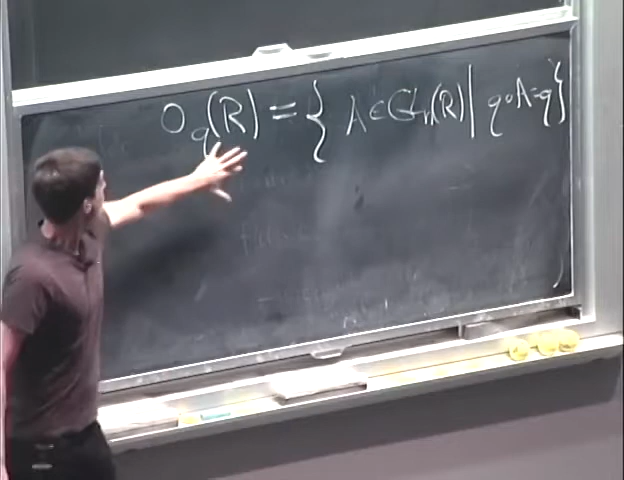 O_q(R) = { A ∈ GL_n(R) | q∘A = q }